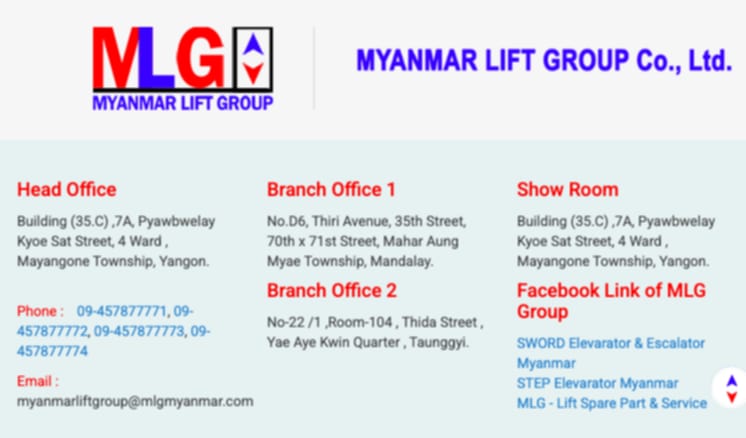 MLG
MYANMAR LIFT GROUP
MYANMAR LIFT GROUP Co., Ltd.
Head Office
Building (35.C) ,7A, Pyawbwelay
Kyoe Sat Street, 4 Ward ,
Mayangone Township, Yangon.
Phone : 09-457877771, 09-
457877772, 09-457877773, 09-
457877774
Email :
myanmarliftgroup@mlgmyanmar.com
Branch Office 1
No.D6, Thiri Avenue, 35th Street,
70th x 71st Street, Mahar Aung
Myae Township, Mandalay.
Branch Office 2
No-22 /1 ,Room-104 , Thida Street ,
Yae Aye Kwin Quarter , Taunggyi.
Show Room
Building (35.C) ,7A, Pyawbwelay
Kyoe Sat Street, 4 Ward ,
Mayangone Township, Yangon.
Facebook Link of MLG
Group
SWORD Elevarator & Escalator
Myanmar
STEP Elevarator Myanmar
MLG - Lift Spare Part & Service